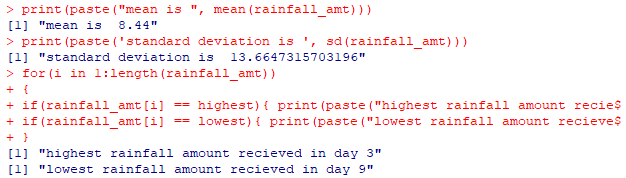 > print(paste("mean is ", mean(rainfall_amt)))
[1] "mean is  8.44"
> print(paste('standard deviation is ', sd(rainfall_amt)))
[1] "standard deviation is  13.6647315703196"
> for(i in 1:length(rainfall_amt))
+ {
+ if(rainfall_amt[i] == highest){ print(paste("highest rainfall amount recie$
+ if(rainfall_amt[i] == lowest){ print(paste("lowest rainfall amount recieve$
+ }
[1] "highest rainfall amount recieved in day 3"
[1] "lowest rainfall amount recieved in day 9"